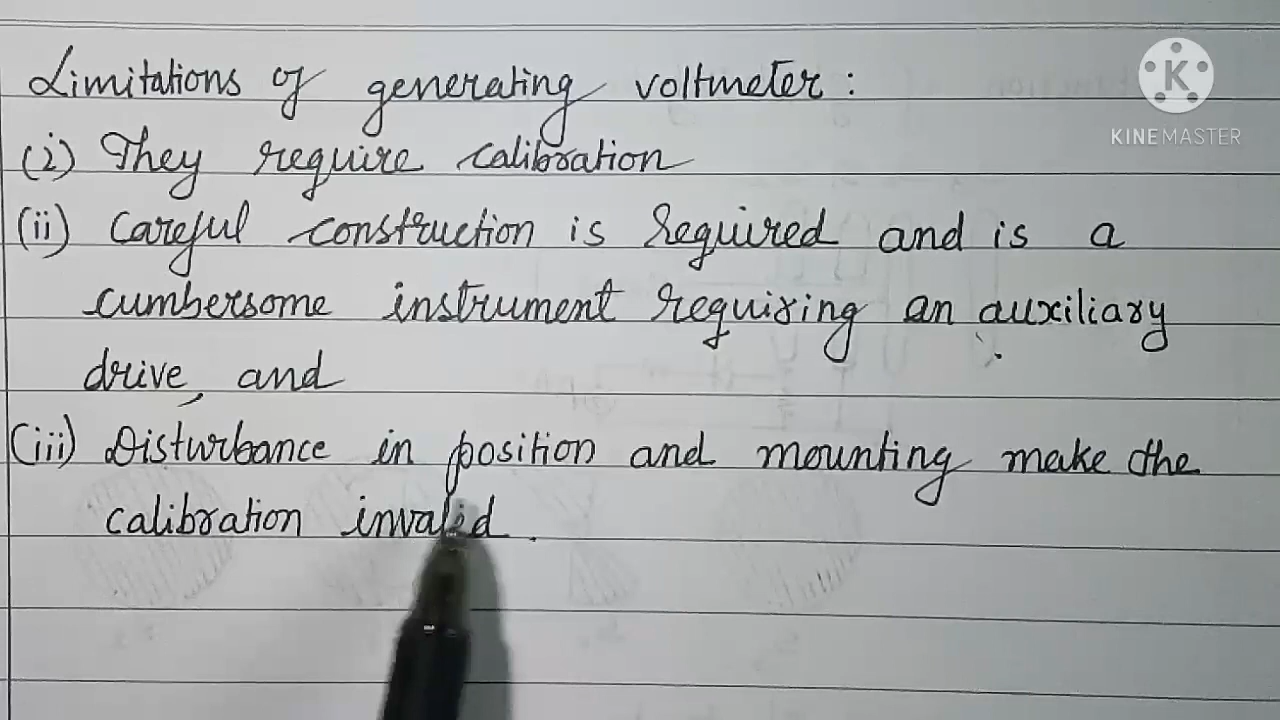 Limitations of generating voltmeter :
(i) They require calibration
(ii) Careful construction is required and is a
cumbersome instrument requiring an auxiliary
drive, and
(iii) Disturbance in position and mounting make the
calibration invalid.
K
KINEMASTER